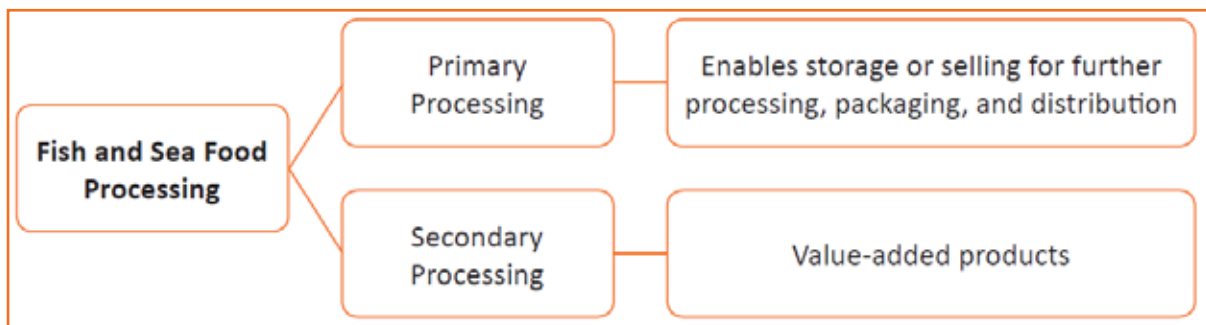 Fish and Sea Food
Processing
Primary
Processing
Enables storage or selling for further
processing, packaging, and distribution
Secondary
Processing
Value-added products